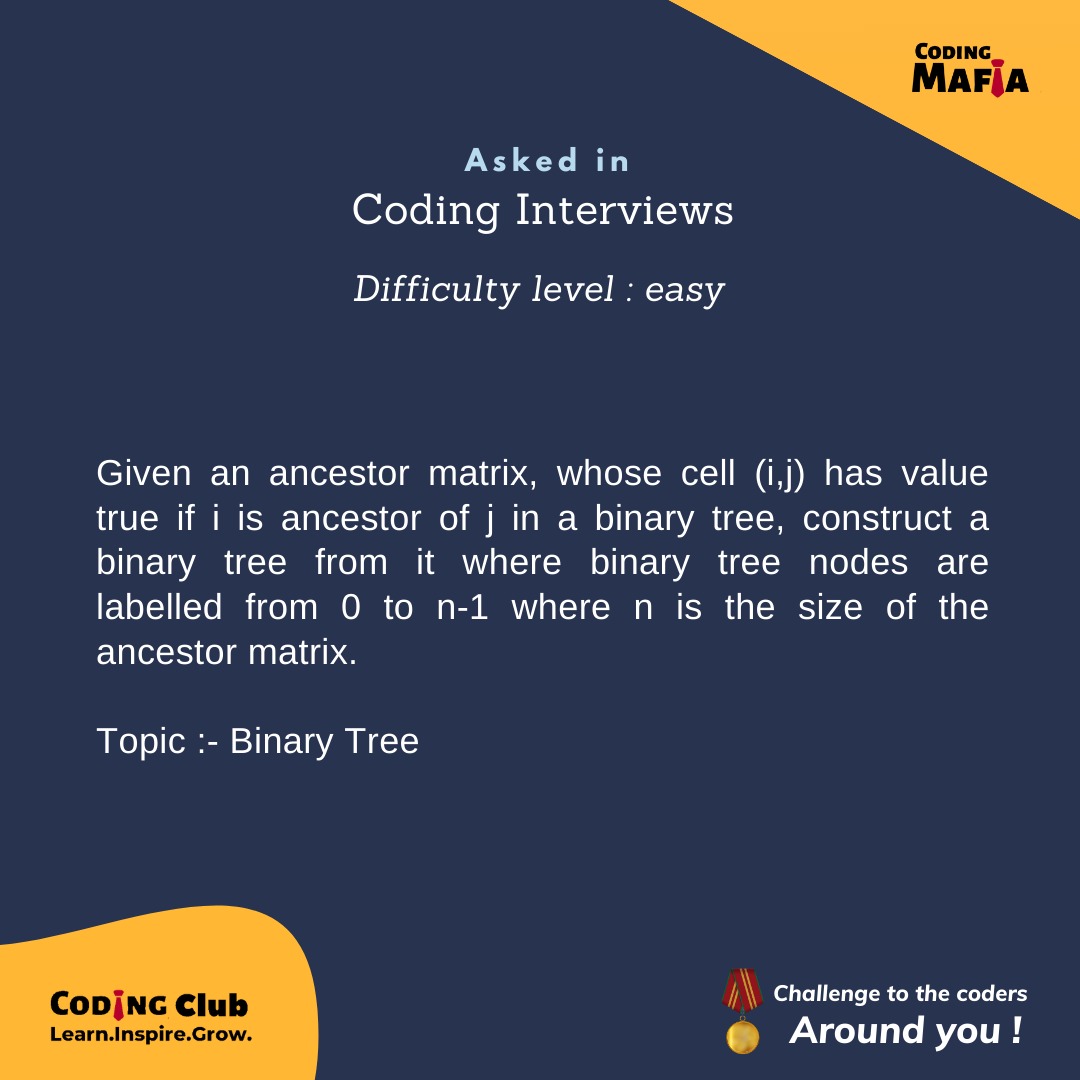 CODING
MAFIA
Asked in
Coding Interviews
Difficulty level : easy
Given an ancestor matrix, whose cell (i,j) has value
true if i is ancestor of j in a binary tree, construct a
binary tree from it where binary tree nodes are
labelled from 0 to n-1 where n is the size of the
ancestor matrix.
Topic :- Binary Tree
CODING Club
Learn.Inspire.Grow.
Challenge to the coders
Around you !